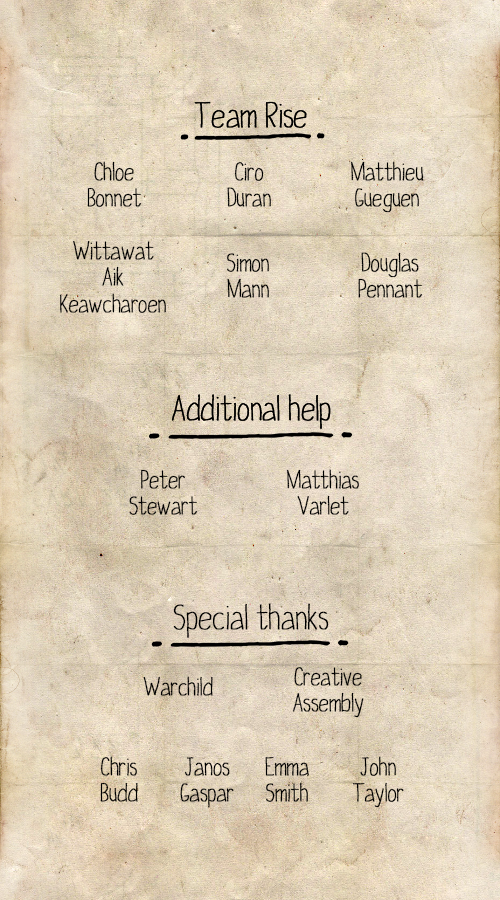 Team Rise
Chloe Ciro Matthieu
Bonnet Duran Gueguen
Wittawat
Aik
Keawcharoen
Simon
Mann
Douglas
Pennant
Additional help
Peter Matthias
Stewart Varlet
Special thanks
Warchild
Creative
Assembly
Chris Janos Emma John
Budd Gaspar Smith Taylor